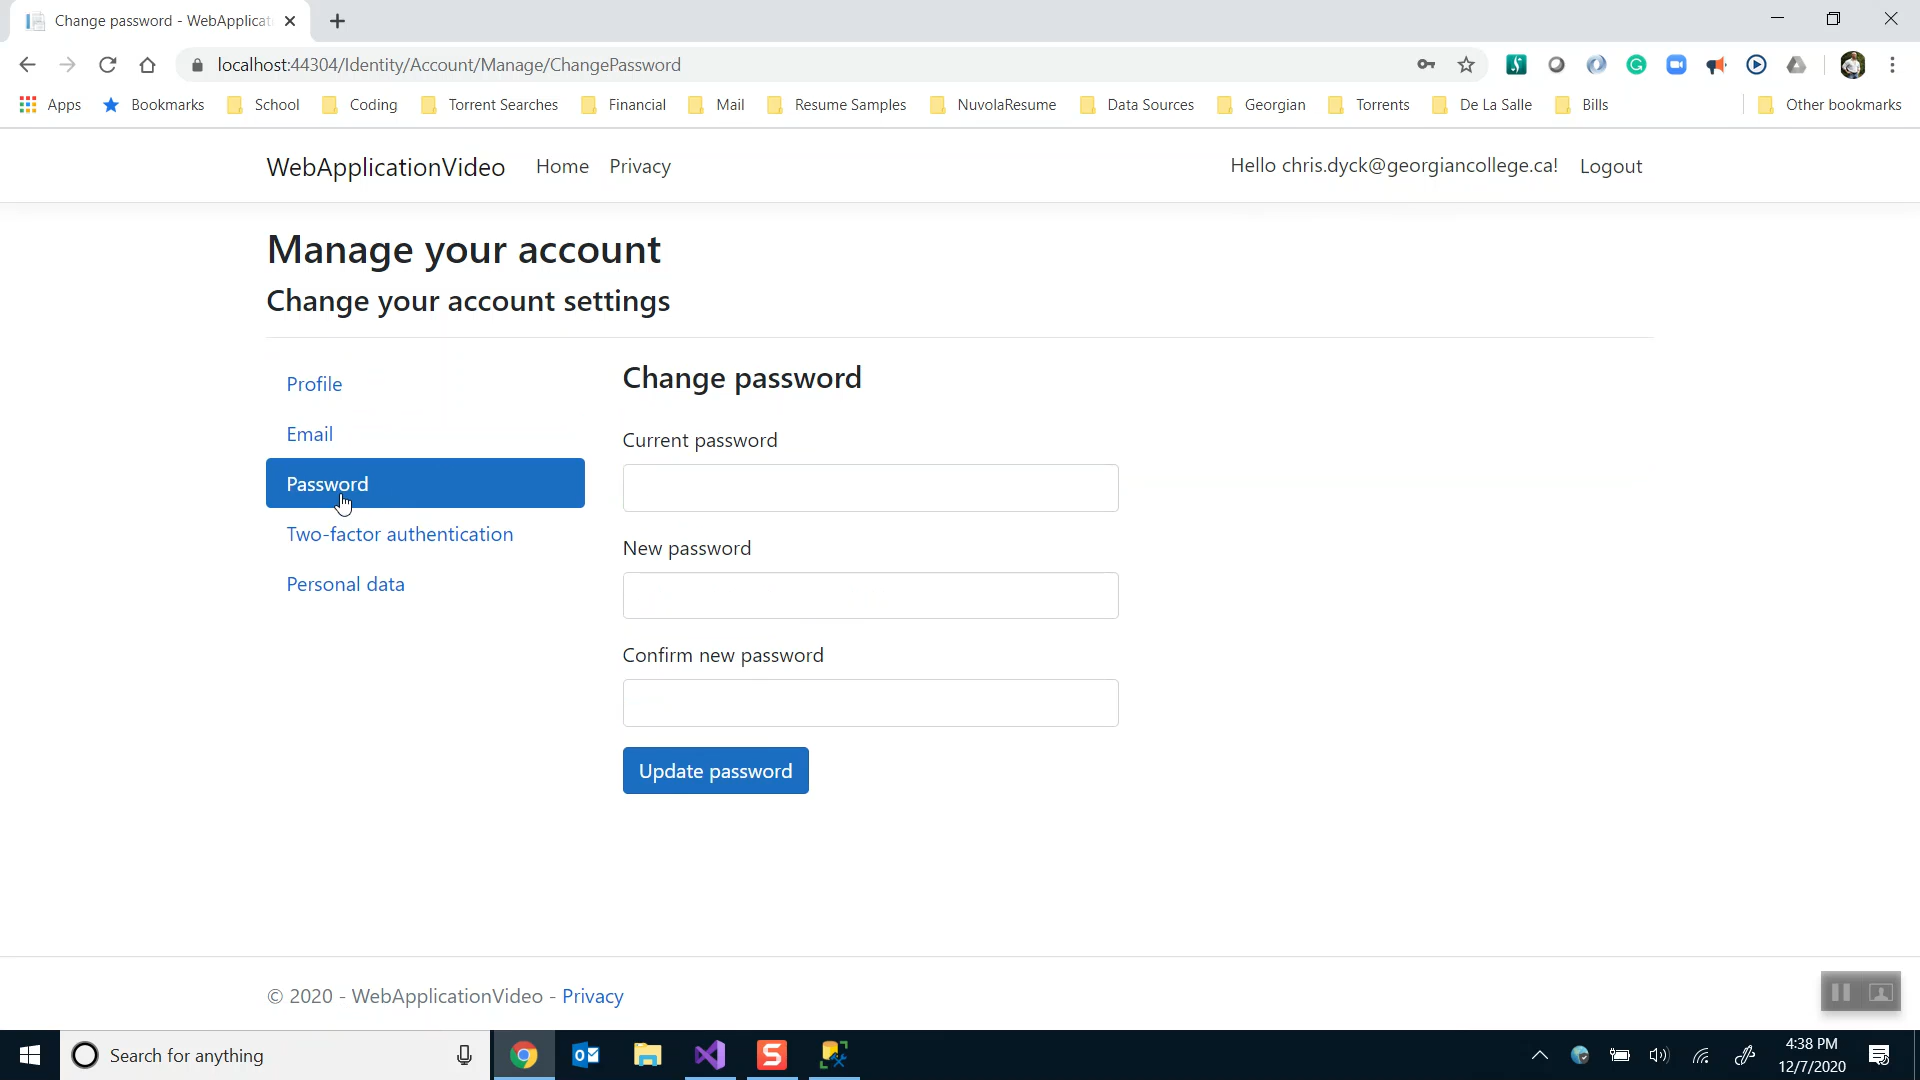 Change password - WebApplicat
localhost:44304/Identity/Account/Manage/ChangePassword
Apps Bookmarks School Coding Torrent Searches Financial Mail Resume Samples NuvolaResume Data Sources Georgian Torrents De La Salle Bills Other bookmarks
WebApplicationVideo Home Privacy Hello chris.dyck@georgiancollege.ca! Logout
Manage your account
Change your account settings
Profile
Email
Password
Two-factor authentication
Personal data
Change password
Current password
New password
Confirm new password
Update password
© 2020 - WebApplicationVideo - Privacy
Search for anything
4:38 PM
12/7/2020